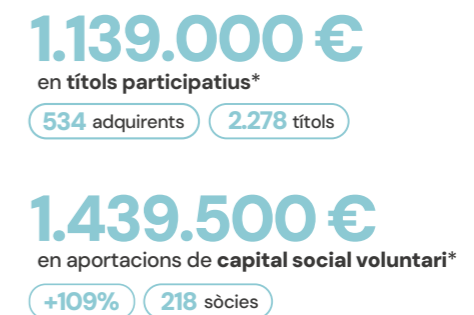 1.139.000 €
en títols participatius*
534 adquirents 2.278 títols
1.439.500 €
en aportacions de capital social voluntari*
+109% 218 sòcies